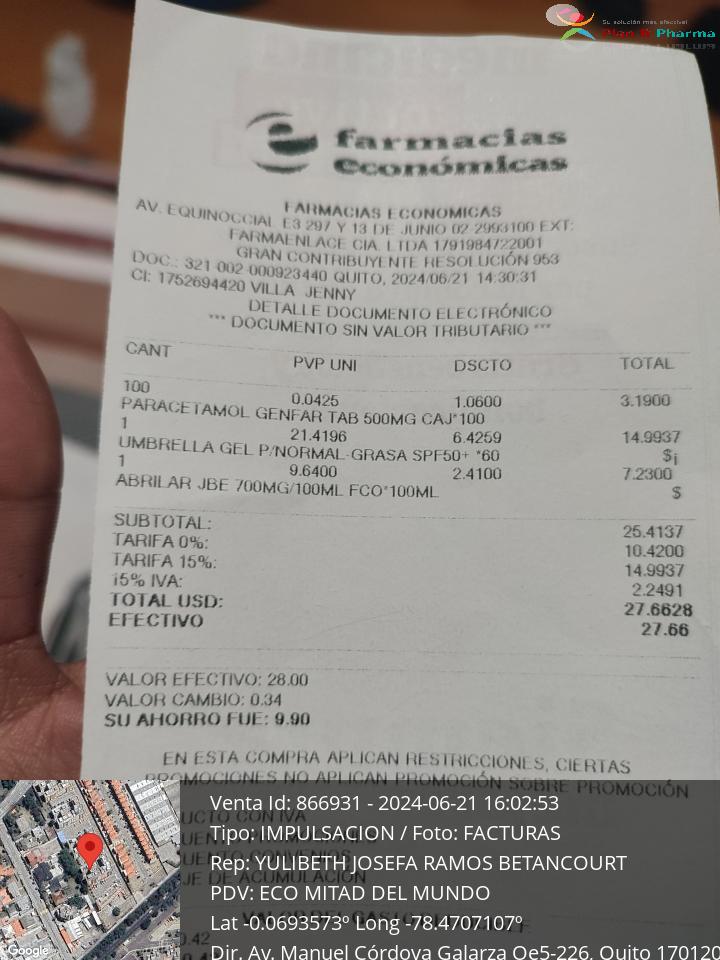 Su solución más efectiva!
Plan B Pharma
farmacias
económicas
FARMACIAS ECONOMICAS
AV. EQUINOCCIAL E3 297 Y 13 DE JUNIO 02 2993100 EXT:
FARMAENLACE CIA. LTDA 1791984722001
GRAN CONTRIBUYENTE RESOLUCIÓN 953
DOC.: 321-002-000923440 QUITO, 2024/06/21 14:30:31
CI: 1752694420 VILLA JENNY
DETALLE DOCUMENTO ELECTRÓNICO
*** DOCUMENTO SIN VALOR TRIBUTARIO ***
CANT PVP UNI DSCTO TOTAL
100 0.0425 1.0600 3.1900
PARACETAMOL GENFAR TAB 500MG CAJ*100
1 21.4196 6.4259 14.9937
UMBRELLA GEL P/NORMAL-GRASA SPF50+ *60 $¡
1 9.6400 2.4100 7.2300
ABRILAR JBE 700MG/100ML FCO*100ML $
SUBTOTAL: 25.4137
TARIFA 0%: 10.4200
TARIFA 15%: 14.9937
15% IVA: 2.2491
TOTAL USD: 27.6628
EFECTIVO 27.66
VALOR EFECTIVO: 28.00
VALOR CAMBIO: 0.34
SU AHORRO FUE: 9.90
EN ESTA COMPRA APLICAN RESTRICCIONES, CIERTAS
PROMOCIONES NO APLICAN PROMOCIÓN SOBRE PROMOCIÓN
Venta Id: 866931 - 2024-06-21 16:02:53
Tipo: IMPULSACION / Foto: FACTURAS
Rep: YULIBETH JOSEFA RAMOS BETANCOURT
PDV: ECO MITAD DEL MUNDO
Lat -0.0693573º Long -78.4707107º
Dir. Av. Manuel Córdova Galarza Oe5-226, Quito 170120
Google